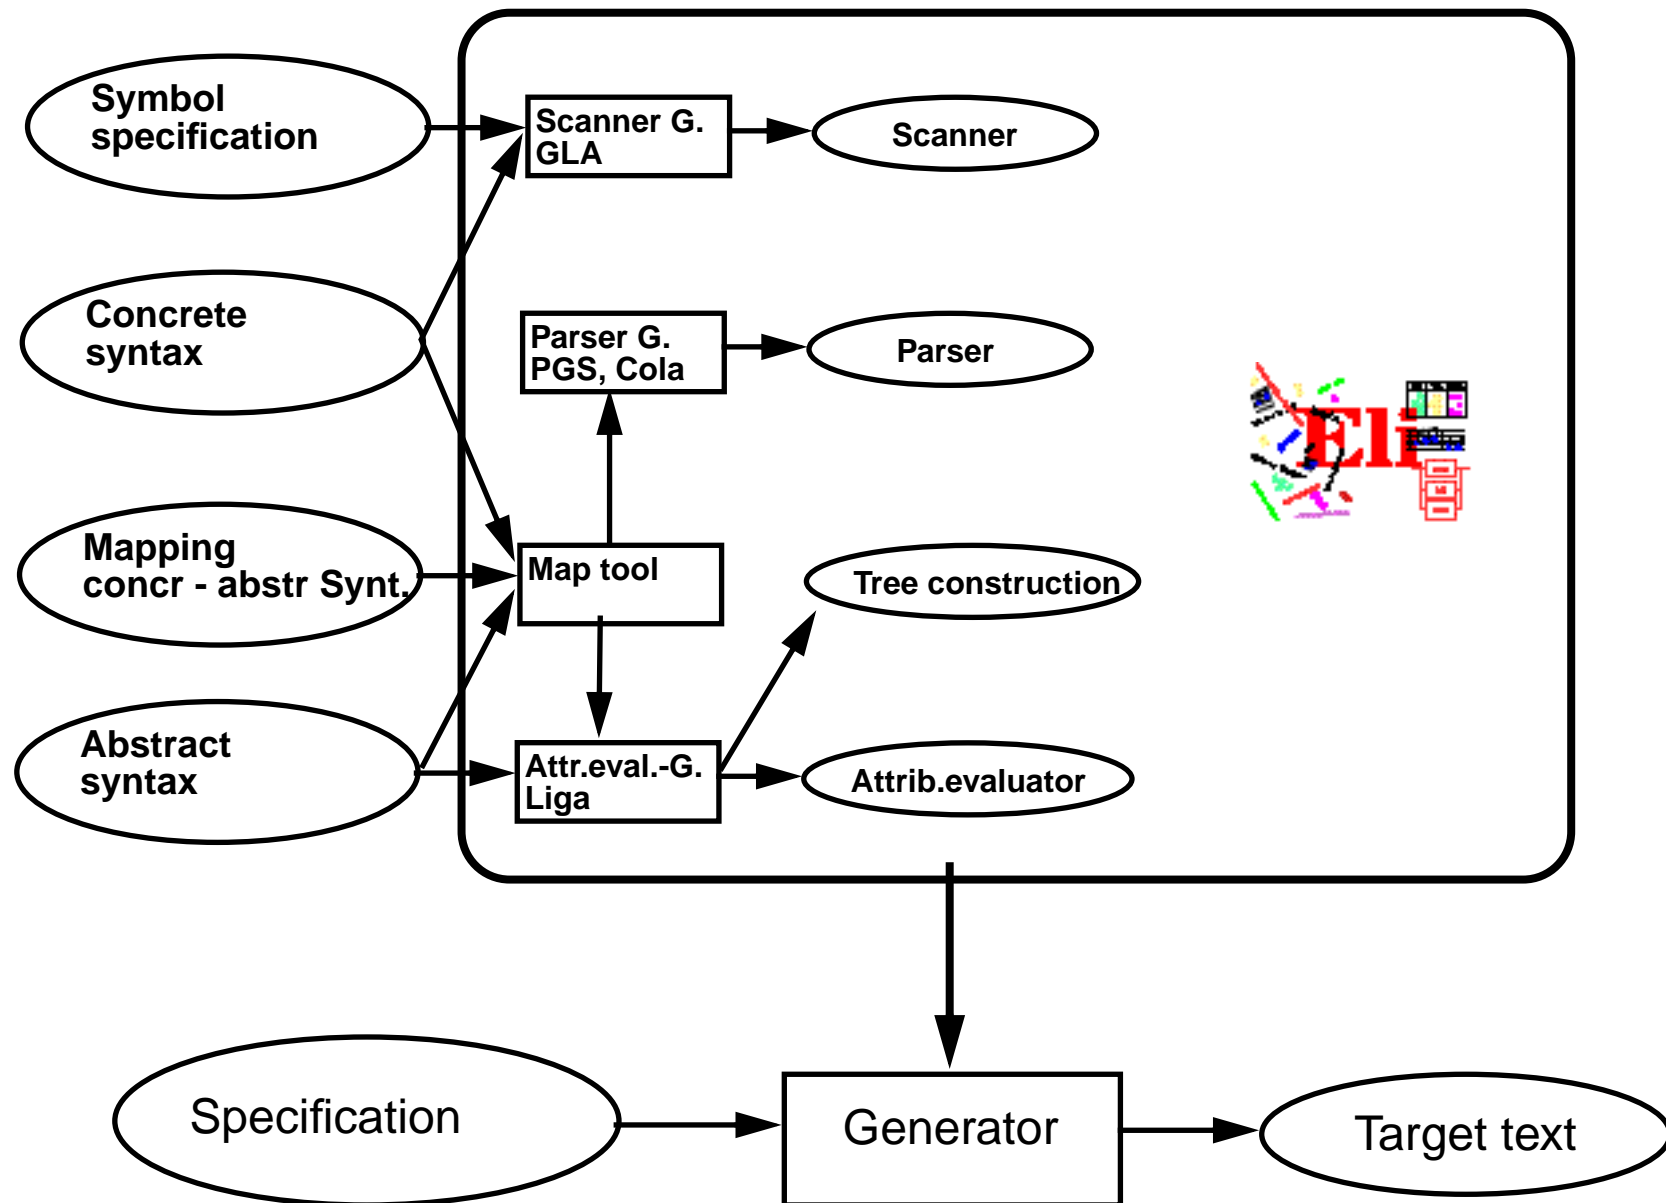 Symbol
specification
Scanner G.
GLA
Scanner
Concrete
syntax
Parser G.
PGS, Cola
Parser
Eli
Mapping
concr - abstr Synt.
Map tool
Tree construction
Abstract
syntax
Attr.eval.-G.
Liga
Attrib.evaluator
Specification
Generator
Target text